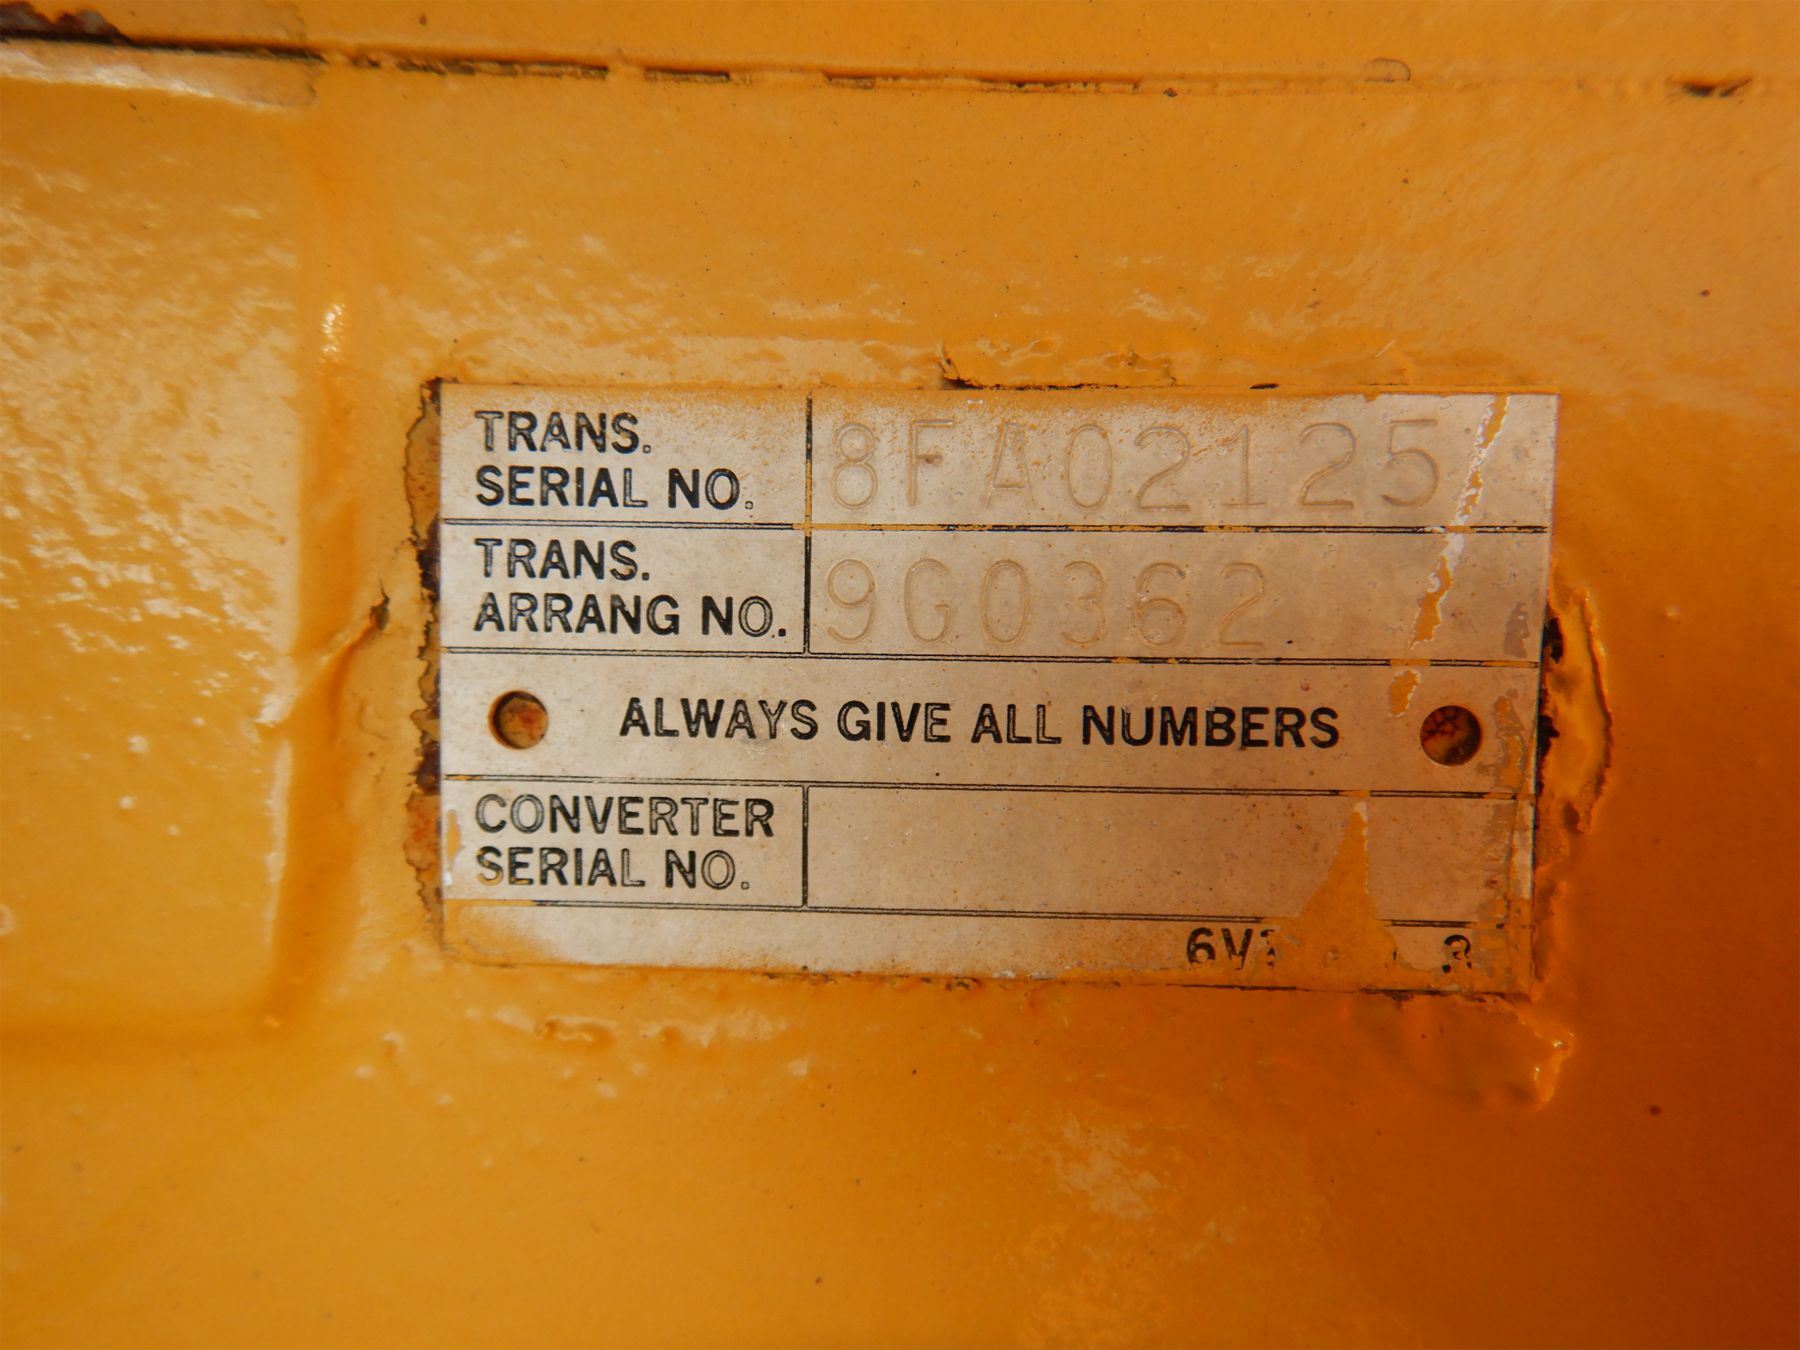 TRANS.
SERIAL NO. 8FA02125
TRANS.
ARRANG NO. 9G0362
ALWAYS GIVE ALL NUMBERS
CONVERTER
SERIAL NO.